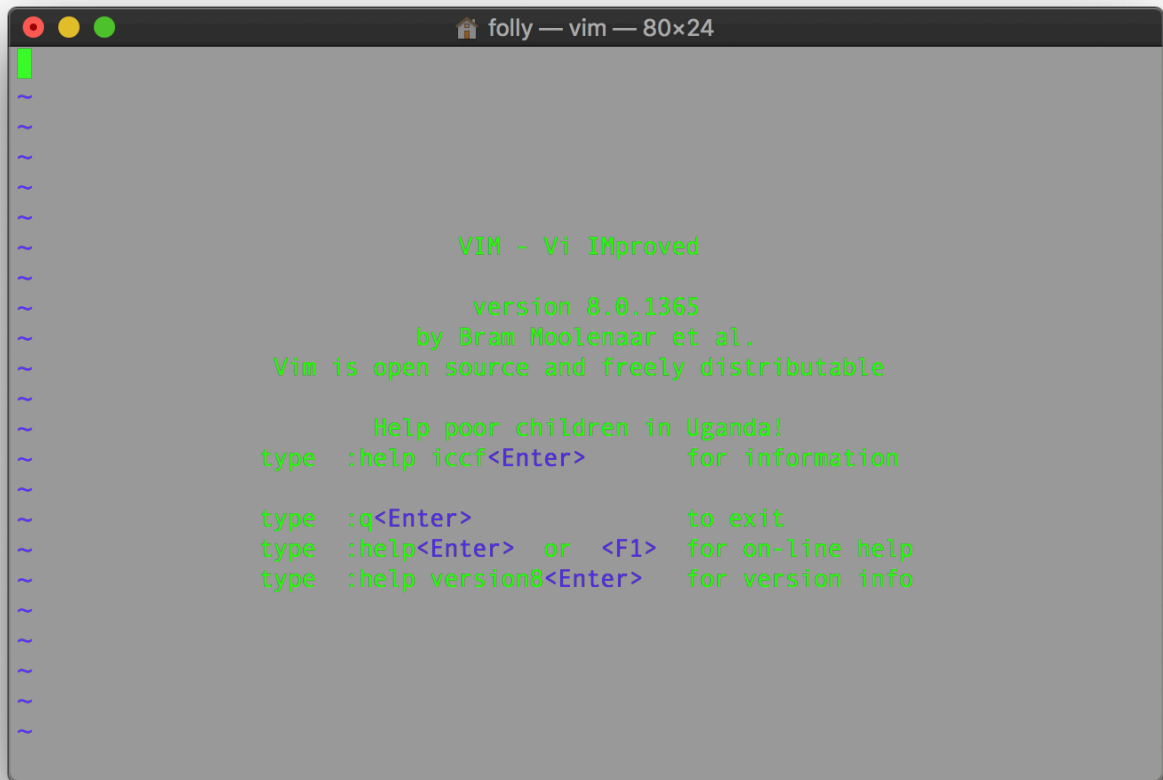 folly — vim — 80×24
~
~
~
~
~
~ VIM - Vi IMproved
~
~ version 8.0.1365
~ by Bram Moolenaar et al.
~ Vim is open source and freely distributable
~
~ Help poor children in Uganda!
~ type :help iccf<Enter> for information
~
~ type :q<Enter> to exit
~ type :help<Enter> or <F1> for on-line help
~ type :help version8<Enter> for version info
~
~
~
~
~